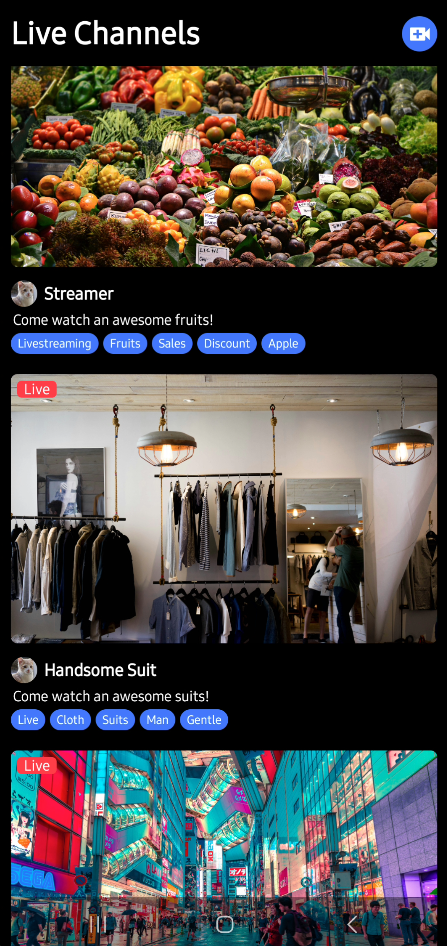 Live Channels
Streamer
Come watch an awesome fruits!
Livestreaming Fruits Sales Discount Apple
Live
Handsome Suit
Come watch an awesome suits!
Live Cloth Suits Man Gentle
Live
SEGA